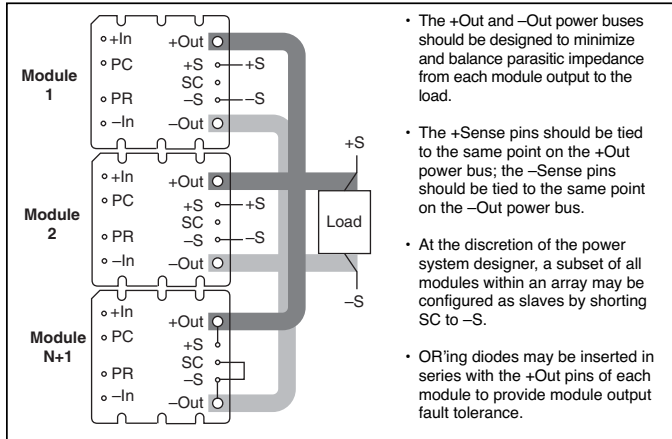 +In
+Out
Module
1
PC
+S
+S
SC
PR
–S
–S
–In
–Out
+In
+Out
Module
2
PC
+S
+S
SC
PR
–S
–S
–In
–Out
+In
+Out
Module
N+1
PC
+S
SC
PR
–S
–In
–Out
+S
Load
–S
• The +Out and –Out power buses
should be designed to minimize
and balance parasitic impedance
from each module output to the
load.
• The +Sense pins should be tied
to the same point on the +Out
power bus; the –Sense pins
should be tied to the same point
on the –Out power bus.
• At the discretion of the power
system designer, a subset of all
modules within an array may be
configured as slaves by shorting
SC to –S.
• OR'ing diodes may be inserted in
series with the +Out pins of each
module to provide module output
fault tolerance.